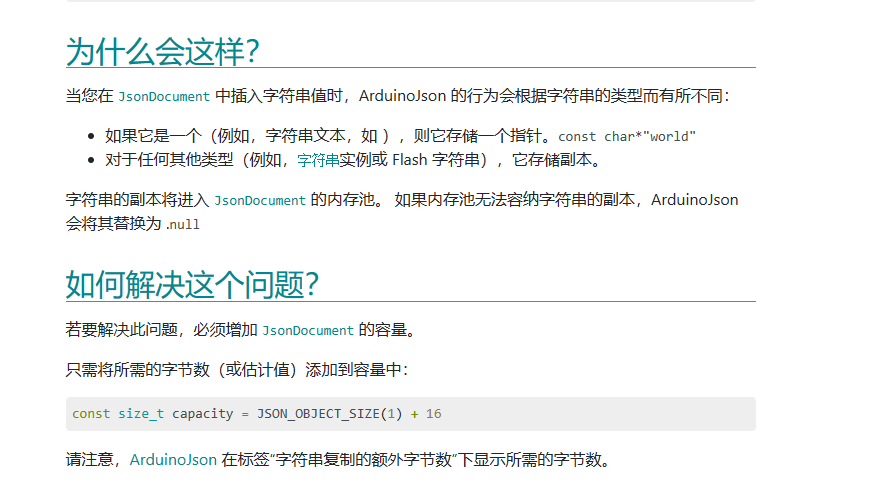 为什么会这样？
当您在 JsonDocument 中插入字符串值时，ArduinoJson 的行为会根据字符串的类型而有所不同：
如果它是一个（例如，字符串文本，如 ），则它存储一个指针。const char*"world"
对于任何其他类型（例如，字符串实例或 Flash 字符串），它存储副本。
字符串的副本将进入 JsonDocument 的内存池。 如果内存池无法容纳字符串的副本，ArduinoJson
会将其替换为 .null
如何解决这个问题？
若要解决此问题，必须增加 JsonDocument 的容量。
只需将所需的字节数（或估计值）添加到容量中：
const size_t capacity = JSON_OBJECT_SIZE(1) + 16
请注意，ArduinoJson 在标签“字符串复制的额外字节数”下显示所需的字节数。